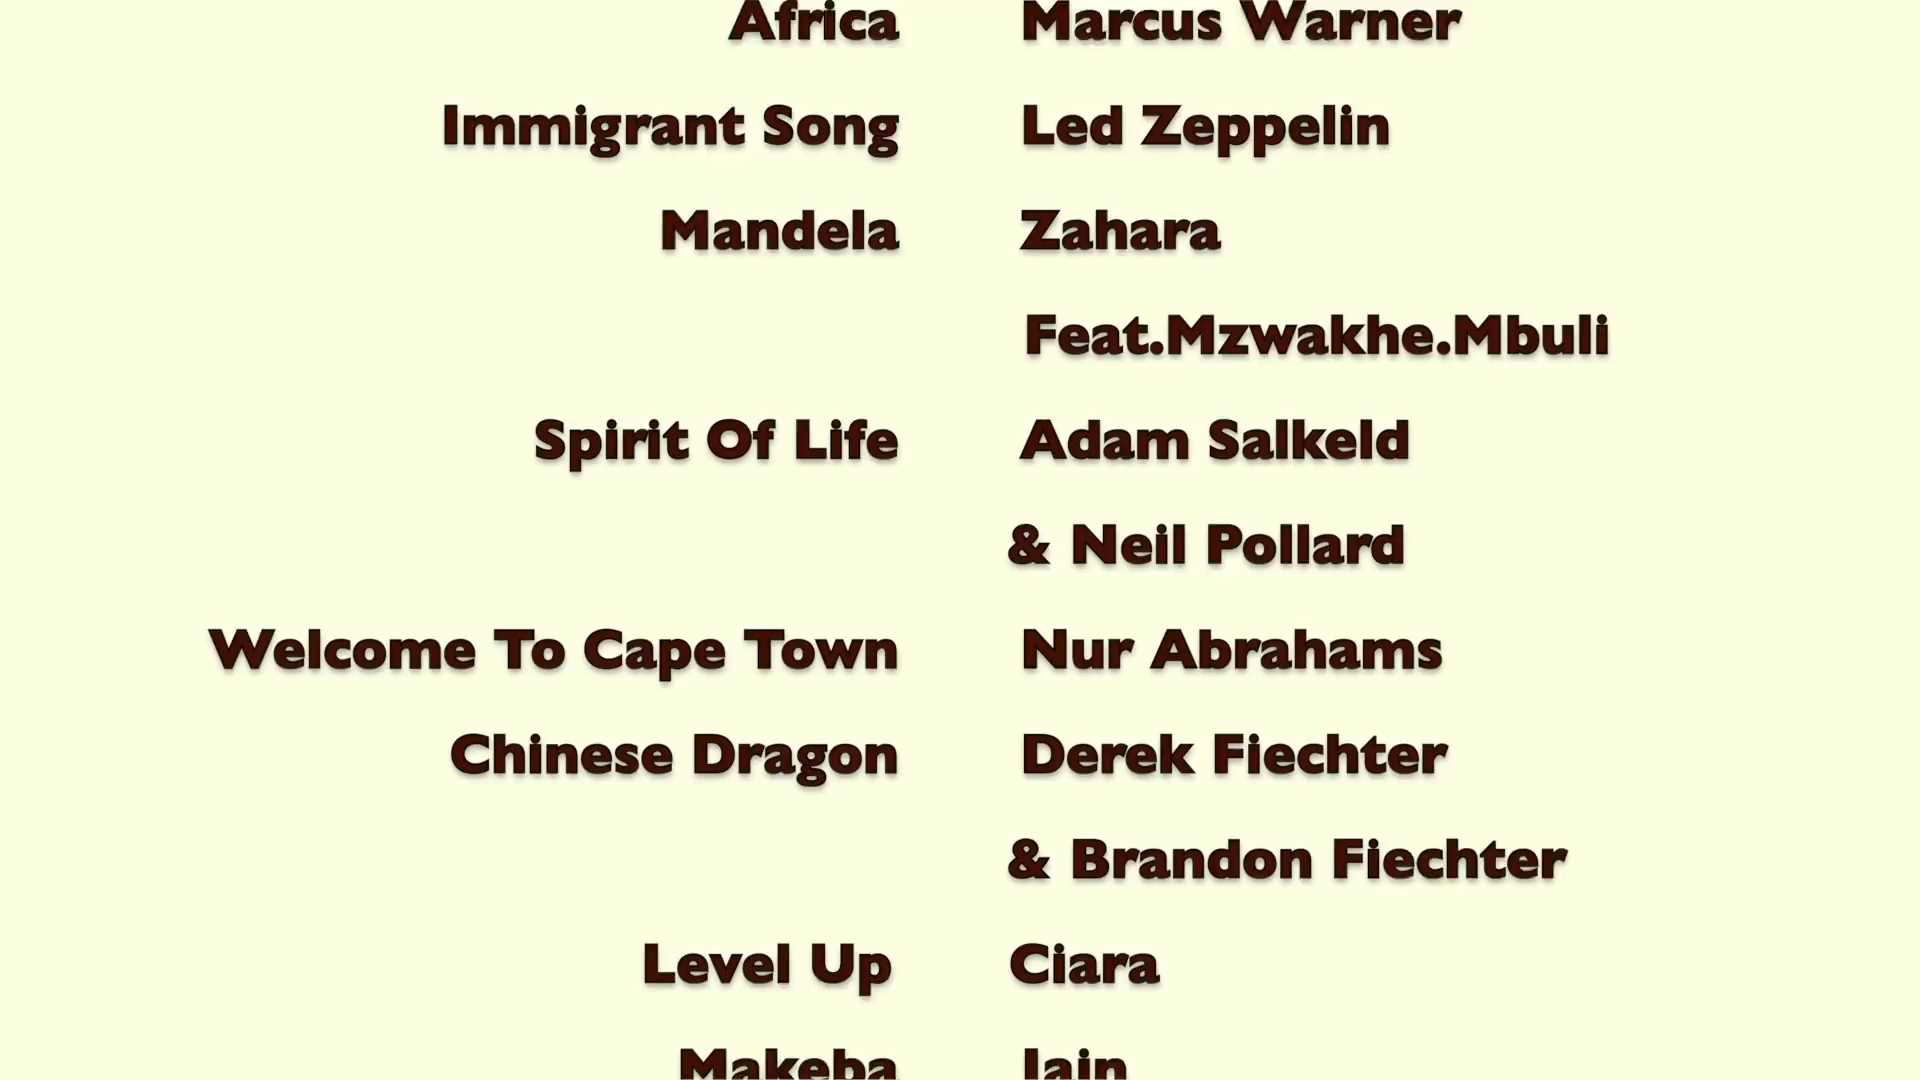 Africa Marcus Warner
Immigrant Song Led Zeppelin
Mandela Zahara
Feat.Mzwakhe.Mbuli
Spirit Of Life Adam Salkeld
& Neil Pollard
Welcome To Cape Town Nur Abrahams
Chinese Dragon Derek Fiechter
& Brandon Fiechter
Level Up Ciara
Makeba Jain